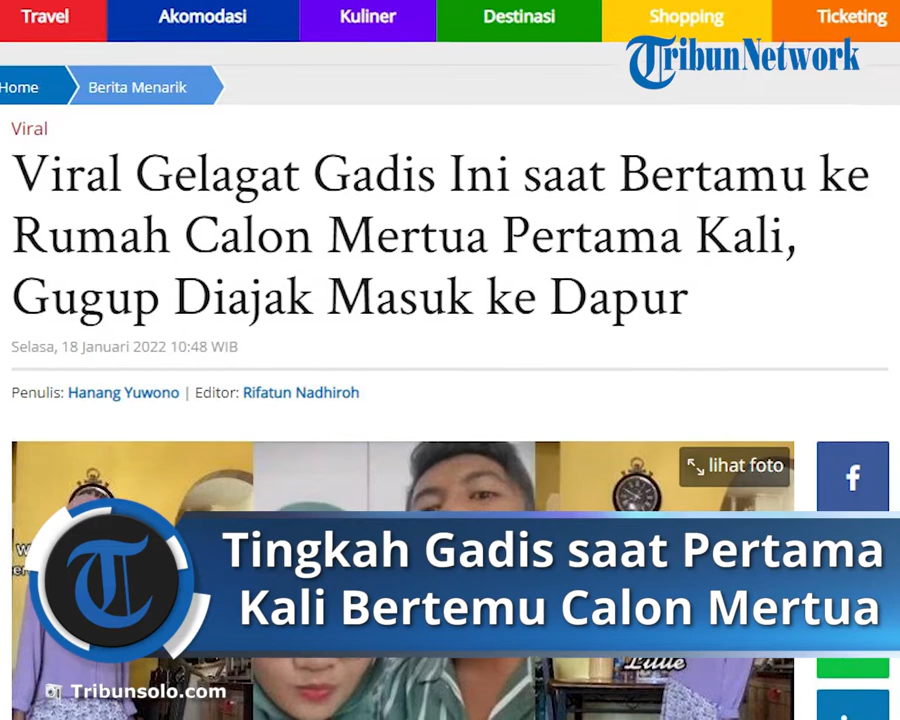 Travel
Akomodasi
Kuliner
Destinasi
Shopping
Ticketing
TribunNetwork
Home
Berita Menarik
Viral
Viral Gelagat Gadis Ini saat Bertamu ke
Rumah Calon Mertua Pertama Kali,
Gugup Diajak Masuk ke Dapur
Selasa, 18 Januari 2022 10:48 WIB
Penulis: Hanang Yuwono | Editor: Rifatun Nadhiroh
lihat foto
f
T
Tingkah Gadis saat Pertama
Kali Bertemu Calon Mertua
Little
Tribunsolo.com